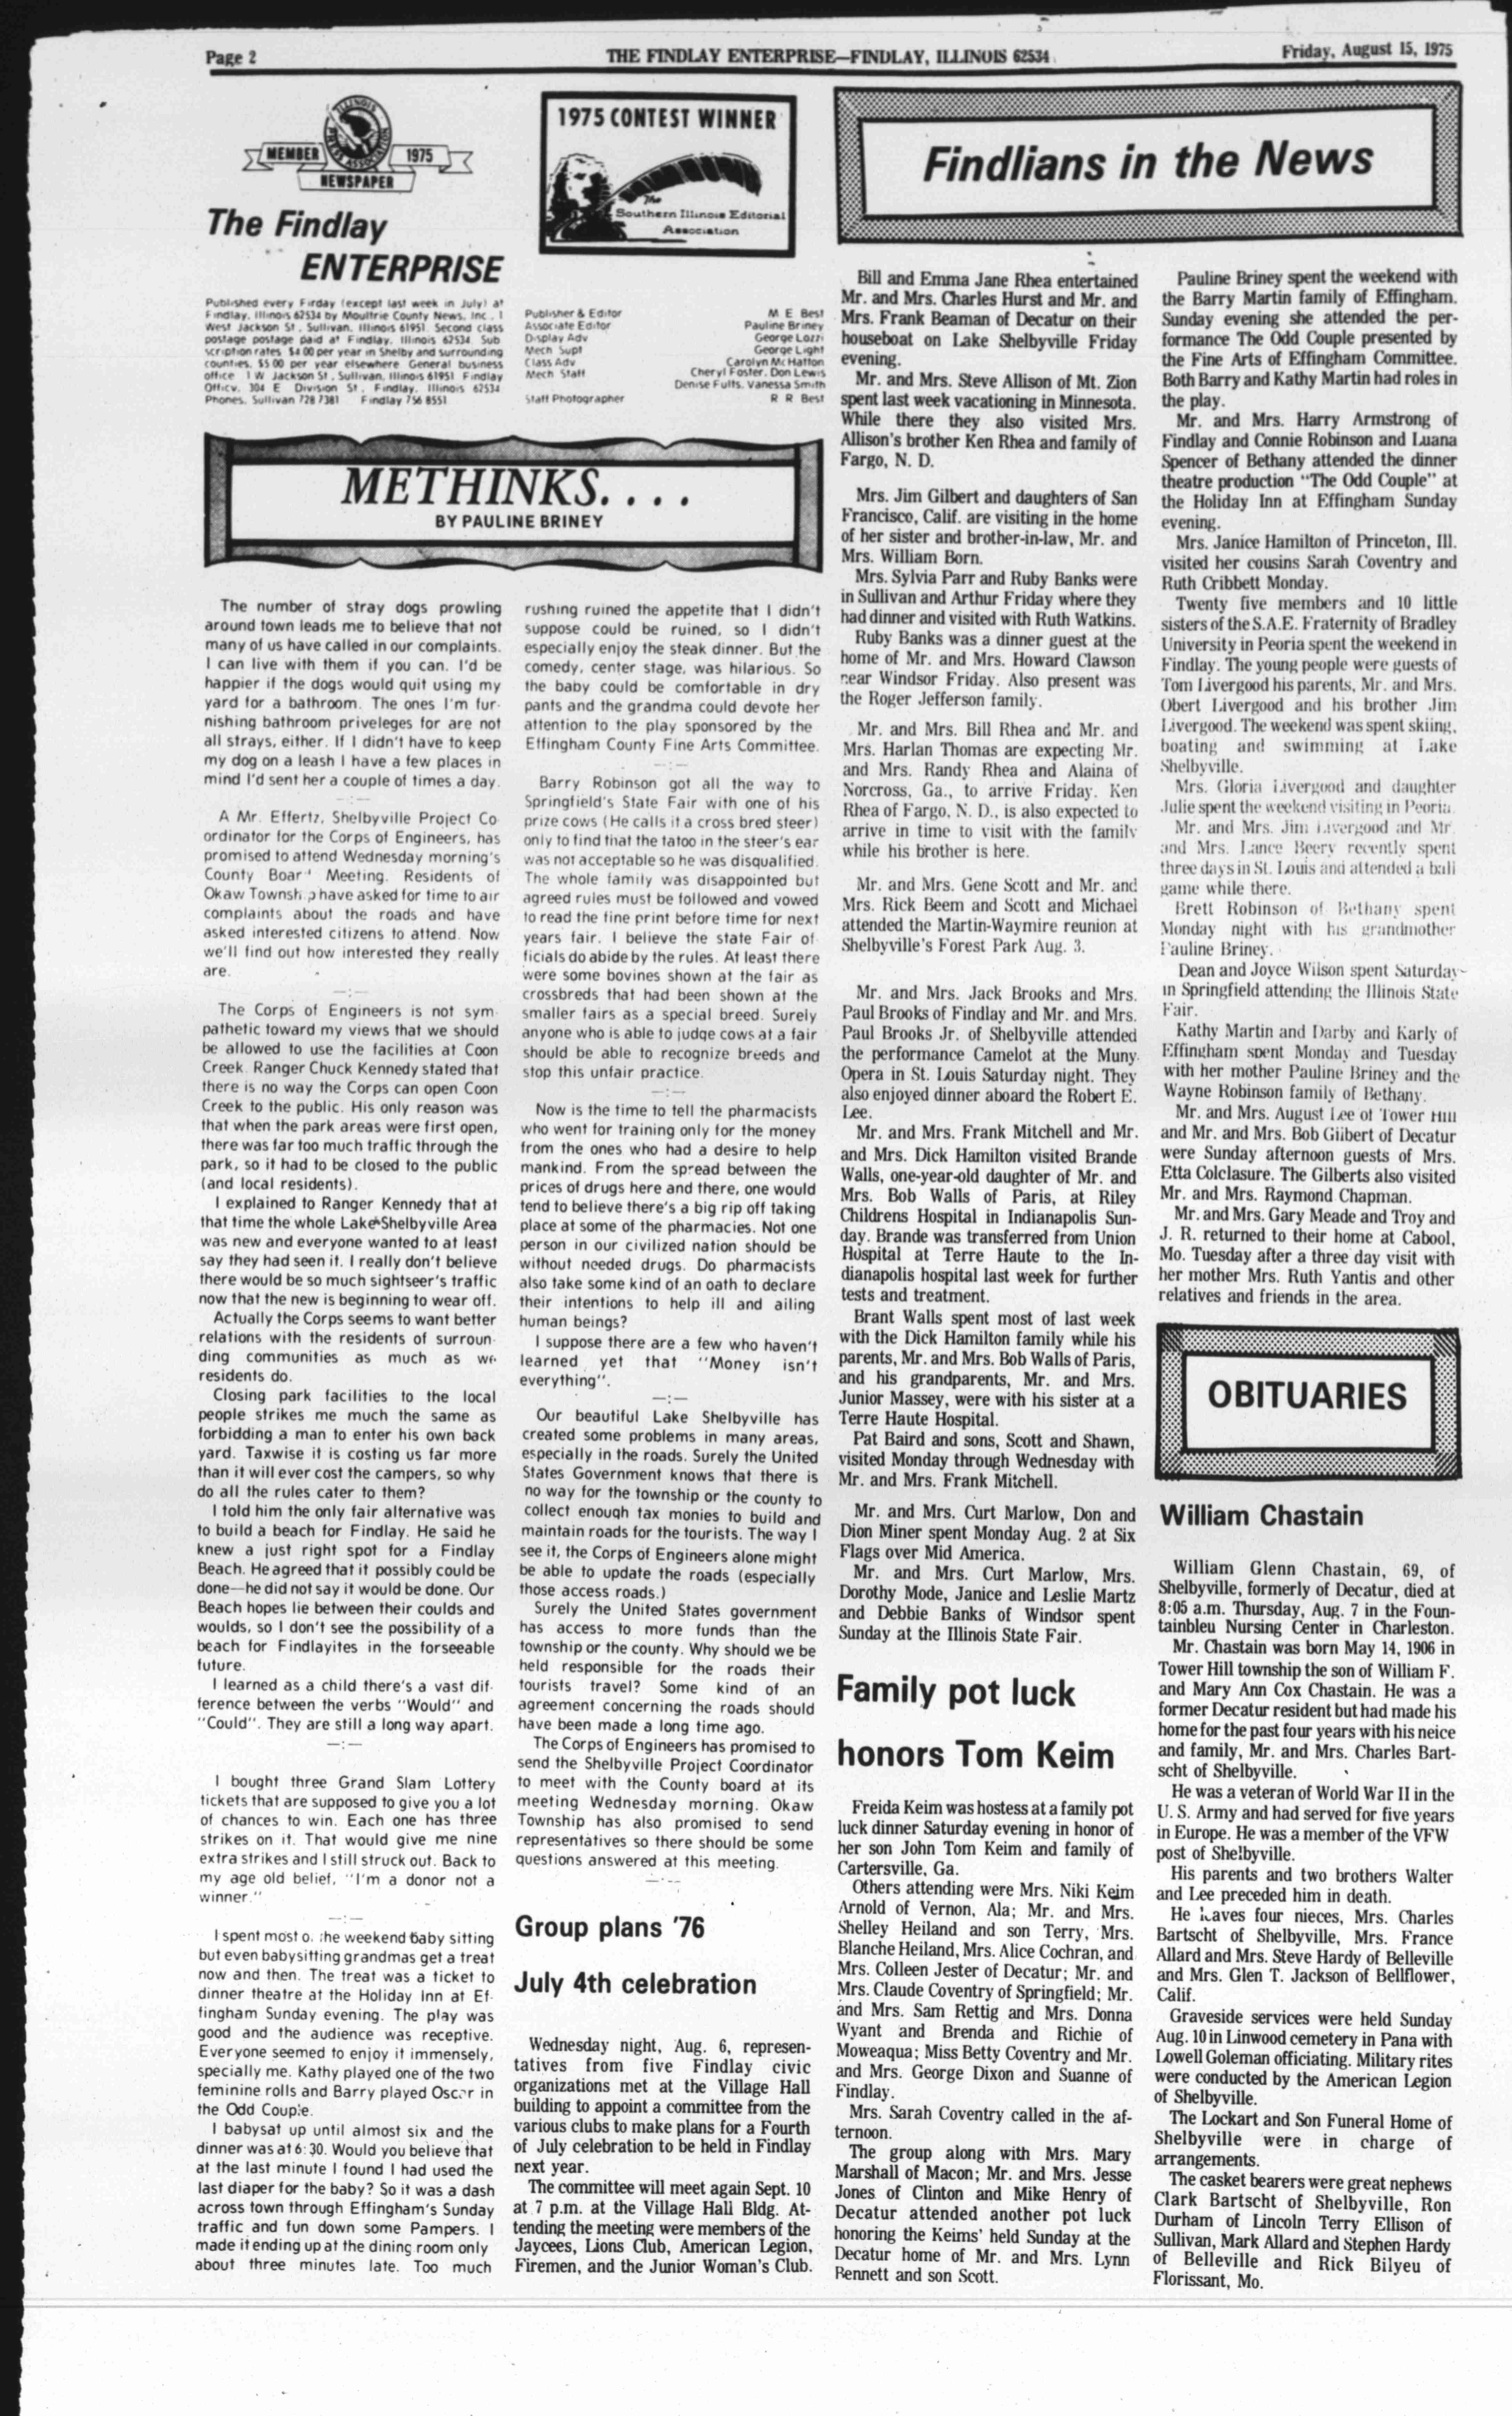 Page 2
THE FINDLAY ENTERPRISE—FINDLAY, ILLINOIS 62534
Friday, August 15, 1975
ILLINOIS
PRESS ASSOCIATION
MEMBER
1975
NEWSPAPER
The Findlay
ENTERPRISE
Published every Firday (except last week in July) at
Findlay, Illinois 62534 by Moultrie County News, Inc., 1
West Jackson St., Sullivan, Illinois 61951. Second class
postage postage paid at Findlay, Illinois 62534. Sub
scription rates $4.00 per year in Shelby and surrounding
counties, $5.00 per year elsewhere. General business
office 1 W Jackson St., Sullivan, Illinois 61951 Findlay
Officv, 304 E Division St., Findlay, Illinois 62534
Phones, Sullivan 728 7381 Findlay 756 8551
1975 CONTEST WINNER
The
Southern Illinois Editorial
Association
Publisher & Editor M E Best
Associate Editor Pauline Briney
Display Adv George Lozzi
Mech Supt George Light
Class Adv Carolyn McHatton
Mech Staff Cheryl Foster, Don Lewis
Denise Fults, Vanessa Smith
Staff Photographer R R Best
METHINKS. . . .
BY PAULINE BRINEY
The number of stray dogs prowling
around town leads me to believe that not
many of us have called in our complaints.
I can live with them if you can. I'd be
happier if the dogs would quit using my
yard for a bathroom. The ones I'm fur-
nishing bathroom priveleges for are not
all strays, either. If I didn't have to keep
my dog on a leash I have a few places in
mind I'd sent her a couple of times a day.
—:—
A Mr. Effertz, Shelbyville Project Co
ordinator for the Corps of Engineers, has
promised to attend Wednesday morning's
County Boar' Meeting. Residents of
Okaw Townsh.p have asked for time to air
complaints about the roads and have
asked interested citizens to attend. Now
we'll find out how interested they really
are.
—:—
The Corps of Engineers is not sym
pathetic toward my views that we should
be allowed to use the facilities at Coon
Creek. Ranger Chuck Kennedy stated that
there is no way the Corps can open Coon
Creek to the public. His only reason was
that when the park areas were first open,
there was far too much traffic through the
park, so it had to be closed to the public
(and local residents).
I explained to Ranger Kennedy that at
that time the whole Lake Shelbyville Area
was new and everyone wanted to at least
say they had seen it. I really don't believe
there would be so much sightseer's traffic
now that the new is beginning to wear off.
Actually the Corps seems to want better
relations with the residents of surroun-
ding communities as much as we
residents do.
Closing park facilities to the local
people strikes me much the same as
forbidding a man to enter his own back
yard. Taxwise it is costing us far more
than it will ever cost the campers, so why
do all the rules cater to them?
I told him the only fair alternative was
to build a beach for Findlay. He said he
knew a just right spot for a Findlay
Beach. He agreed that it possibly could be
done—he did not say it would be done. Our
Beach hopes lie between their coulds and
woulds, so I don't see the possibility of a
beach for Findlayites in the forseeable
future.
I learned as a child there's a vast dif-
ference between the verbs "Would" and
"Could". They are still a long way apart.
—:—
I bought three Grand Slam Lottery
tickets that are supposed to give you a lot
of chances to win. Each one has three
strikes on it. That would give me nine
extra strikes and I still struck out. Back to
my age old belief, "I'm a donor not a
winner."
—:—
I spent most o. the weekend baby sitting
but even babysitting grandmas get a treat
now and then. The treat was a ticket to
dinner theatre at the Holiday Inn at Ef-
fingham Sunday evening. The play was
good and the audience was receptive.
Everyone seemed to enjoy it immensely,
specially me. Kathy played one of the two
feminine rolls and Barry played Oscar in
the Odd Couple.
I babysat up until almost six and the
dinner was at 6:30. Would you believe that
at the last minute I found I had used the
last diaper for the baby? So it was a dash
across town through Effingham's Sunday
traffic and fun down some Pampers. I
made it ending up at the dining room only
about three minutes late. Too much
rushing ruined the appetite that I didn't
suppose could be ruined, so I didn't
especially enjoy the steak dinner. But the
comedy, center stage, was hilarious. So
the baby could be comfortable in dry
pants and the grandma could devote her
attention to the play sponsored by the
Effingham County Fine Arts Committee.
—:—
Barry Robinson got all the way to
Springfield's State Fair with one of his
prize cows (He calls it a cross bred steer)
only to find that the tatoo in the steer's ear
was not acceptable so he was disqualified.
The whole family was disappointed but
agreed rules must be followed and vowed
to read the fine print before time for next
years fair. I believe the state Fair of-
ficials do abide by the rules. At least there
were some bovines shown at the fair as
crossbreds that had been shown at the
smaller fairs as a special breed. Surely
anyone who is able to judge cows at a fair
should be able to recognize breeds and
stop this unfair practice.
—:—
Now is the time to tell the pharmacists
who went for training only for the money
from the ones who had a desire to help
mankind. From the spread between the
prices of drugs here and there, one would
tend to believe there's a big rip off taking
place at some of the pharmacies. Not one
person in our civilized nation should be
without needed drugs. Do pharmacists
also take some kind of an oath to declare
their intentions to help ill and ailing
human beings?
I suppose there are a few who haven't
learned yet that "Money isn't
everything".
—:—
Our beautiful Lake Shelbyville has
created some problems in many areas,
especially in the roads. Surely the United
States Government knows that there is
no way for the township or the county to
collect enough tax monies to build and
maintain roads for the tourists. The way I
see it, the Corps of Engineers alone might
be able to update the roads (especially
those access roads.)
Surely the United States government
has access to more funds than the
township or the county. Why should we be
held responsible for the roads their
tourists travel? Some kind of an
agreement concerning the roads should
have been made a long time ago.
The Corps of Engineers has promised to
send the Shelbyville Project Coordinator
to meet with the County board at its
meeting Wednesday morning. Okaw
Township has also promised to send
representatives so there should be some
questions answered at this meeting.
—:—
Group plans '76
July 4th celebration
Wednesday night, Aug. 6, represen-
tatives from five Findlay civic
organizations met at the Village Hall
building to appoint a committee from the
various clubs to make plans for a Fourth
of July celebration to be held in Findlay
next year.
The committee will meet again Sept. 10
at 7 p.m. at the Village Hall Bldg. At-
tending the meeting were members of the
Jaycees, Lions Club, American Legion,
Firemen, and the Junior Woman's Club.
Findlians in the News
Bill and Emma Jane Rhea entertained
Mr. and Mrs. Charles Hurst and Mr. and
Mrs. Frank Beaman of Decatur on their
houseboat on Lake Shelbyville Friday
evening.
Mr. and Mrs. Steve Allison of Mt. Zion
spent last week vacationing in Minnesota.
While there they also visited Mrs.
Allison's brother Ken Rhea and family of
Fargo, N. D.
Mrs. Jim Gilbert and daughters of San
Francisco, Calif. are visiting in the home
of her sister and brother-in-law, Mr. and
Mrs. William Born.
Mrs. Sylvia Parr and Ruby Banks were
in Sullivan and Arthur Friday where they
had dinner and visited with Ruth Watkins.
Ruby Banks was a dinner guest at the
home of Mr. and Mrs. Howard Clawson
near Windsor Friday. Also present was
the Roger Jefferson family.
Mr. and Mrs. Bill Rhea and Mr. and
Mrs. Harlan Thomas are expecting Mr.
and Mrs. Randy Rhea and Alaina of
Norcross, Ga., to arrive Friday. Ken
Rhea of Fargo, N. D., is also expected to
arrive in time to visit with the family
while his brother is here.
Mr. and Mrs. Gene Scott and Mr. and
Mrs. Rick Beem and Scott and Michael
attended the Martin-Waymire reunion at
Shelbyville's Forest Park Aug. 3.
Mr. and Mrs. Jack Brooks and Mrs.
Paul Brooks of Findlay and Mr. and Mrs.
Paul Brooks Jr. of Shelbyville attended
the performance Camelot at the Muny
Opera in St. Louis Saturday night. They
also enjoyed dinner aboard the Robert E.
Lee.
Mr. and Mrs. Frank Mitchell and Mr.
and Mrs. Dick Hamilton visited Brande
Walls, one-year-old daughter of Mr. and
Mrs. Bob Walls of Paris, at Riley
Childrens Hospital in Indianapolis Sun-
day. Brande was transferred from Union
Hospital at Terre Haute to the In-
dianapolis hospital last week for further
tests and treatment.
Brant Walls spent most of last week
with the Dick Hamilton family while his
parents, Mr. and Mrs. Bob Walls of Paris,
and his grandparents, Mr. and Mrs.
Junior Massey, were with his sister at a
Terre Haute Hospital.
Pat Baird and sons, Scott and Shawn,
visited Monday through Wednesday with
Mr. and Mrs. Frank Mitchell.
Mr. and Mrs. Curt Marlow, Don and
Dion Miner spent Monday Aug. 2 at Six
Flags over Mid America.
Mr. and Mrs. Curt Marlow, Mrs.
Dorothy Mode, Janice and Leslie Martz
and Debbie Banks of Windsor spent
Sunday at the Illinois State Fair.
Family pot luck
honors Tom Keim
Freida Keim was hostess at a family pot
luck dinner Saturday evening in honor of
her son John Tom Keim and family of
Cartersville, Ga.
Others attending were Mrs. Niki Keim
Arnold of Vernon, Ala; Mr. and Mrs.
Shelley Heiland and son Terry, Mrs.
Blanche Heiland, Mrs. Alice Cochran, and
Mrs. Colleen Jester of Decatur; Mr. and
Mrs. Claude Coventry of Springfield; Mr.
and Mrs. Sam Rettig and Mrs. Donna
Wyant and Brenda and Richie of
Moweaqua; Miss Betty Coventry and Mr.
and Mrs. George Dixon and Suanne of
Findlay.
Mrs. Sarah Coventry called in the af-
ternoon.
The group along with Mrs. Mary
Marshall of Macon; Mr. and Mrs. Jesse
Jones of Clinton and Mike Henry of
Decatur attended another pot luck
honoring the Keims' held Sunday at the
Decatur home of Mr. and Mrs. Lynn
Bennett and son Scott.
Pauline Briney spent the weekend with
the Barry Martin family of Effingham.
Sunday evening she attended the per-
formance The Odd Couple presented by
the Fine Arts of Effingham Committee.
Both Barry and Kathy Martin had roles in
the play.
Mr. and Mrs. Harry Armstrong of
Findlay and Connie Robinson and Luana
Spencer of Bethany attended the dinner
theatre production "The Odd Couple" at
the Holiday Inn at Effingham Sunday
evening.
Mrs. Janice Hamilton of Princeton, Ill.
visited her cousins Sarah Coventry and
Ruth Cribbett Monday.
Twenty five members and 10 little
sisters of the S.A.E. Fraternity of Bradley
University in Peoria spent the weekend in
Findlay. The young people were guests of
Tom Livergood his parents, Mr. and Mrs.
Obert Livergood and his brother Jim
Livergood. The weekend was spent skiing,
boating and swimming at Lake
Shelbyville.
Mrs. Gloria Livergood and daughter
Julie spent the weekend visiting in Peoria.
Mr. and Mrs. Jim Livergood and Mr.
and Mrs. Lance Beery recently spent
three days in St. Louis and attended a ball
game while there.
Brett Robinson of Bethany spent
Monday night with his grandmother
Pauline Briney.
Dean and Joyce Wilson spent Saturday
in Springfield attending the Illinois State
Fair.
Kathy Martin and Darby and Karly of
Effingham spent Monday and Tuesday
with her mother Pauline Briney and the
Wayne Robinson family of Bethany.
Mr. and Mrs. August Lee of Tower Hill
and Mr. and Mrs. Bob Gilbert of Decatur
were Sunday afternoon guests of Mrs.
Etta Colclasure. The Gilberts also visited
Mr. and Mrs. Raymond Chapman.
Mr. and Mrs. Gary Meade and Troy and
J. R. returned to their home at Cabool,
Mo. Tuesday after a three day visit with
her mother Mrs. Ruth Yantis and other
relatives and friends in the area.
OBITUARIES
William Chastain
William Glenn Chastain, 69, of
Shelbyville, formerly of Decatur, died at
8:05 a.m. Thursday, Aug. 7 in the Foun-
tainbleu Nursing Center in Charleston.
Mr. Chastain was born May 14, 1906 in
Tower Hill township the son of William F.
and Mary Ann Cox Chastain. He was a
former Decatur resident but had made his
home for the past four years with his neice
and family, Mr. and Mrs. Charles Bart-
scht of Shelbyville.
He was a veteran of World War II in the
U. S. Army and had served for five years
in Europe. He was a member of the VFW
post of Shelbyville.
His parents and two brothers Walter
and Lee preceded him in death.
He leaves four nieces, Mrs. Charles
Bartscht of Shelbyville, Mrs. France
Allard and Mrs. Steve Hardy of Belleville
and Mrs. Glen T. Jackson of Bellflower,
Calif.
Graveside services were held Sunday
Aug. 10 in Linwood cemetery in Pana with
Lowell Goleman officiating. Military rites
were conducted by the American Legion
of Shelbyville.
The Lockart and Son Funeral Home of
Shelbyville were in charge of
arrangements.
The casket bearers were great nephews
Clark Bartscht of Shelbyville, Ron
Durham of Lincoln Terry Ellison of
Sullivan, Mark Allard and Stephen Hardy
of Belleville and Rick Bilyeu of
Florissant, Mo.